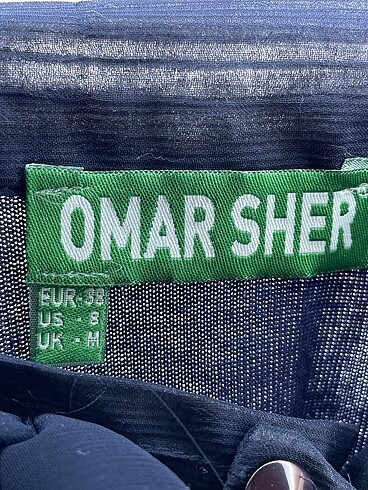 OMAR SHER
EUR-38
US - 8
UK - M